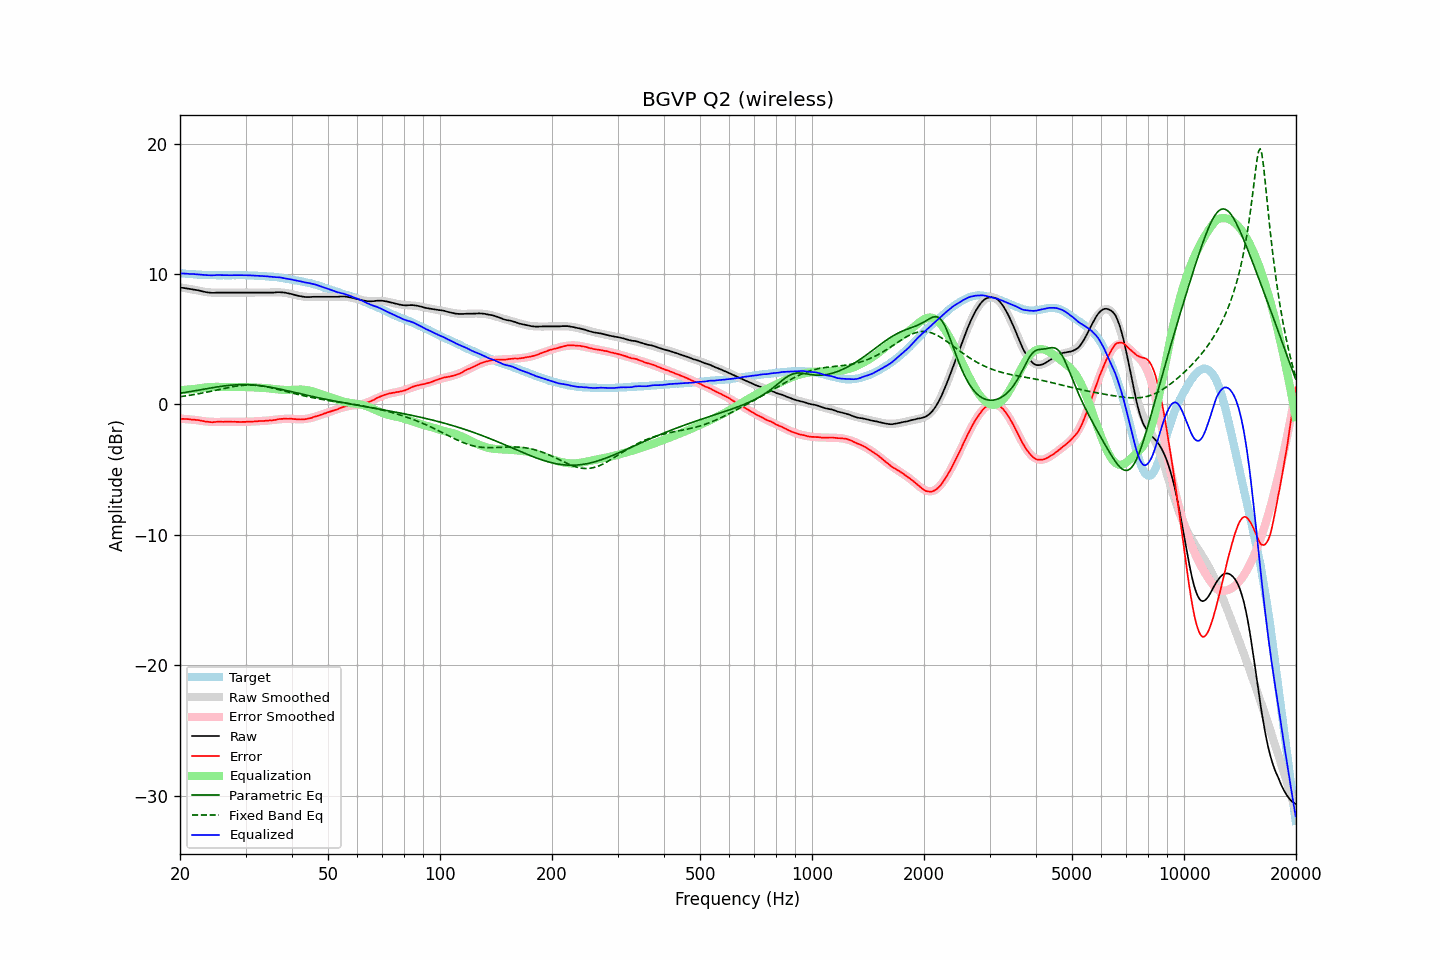 BGVP Q2 (wireless)
Amplitude (dBr)
20
10
0
−10
−20
−30
Target
Raw Smoothed
Error Smoothed
Raw
Error
Equalization
Parametric Eq
Fixed Band Eq
Equalized
20 50 100 200 500 1000 2000 5000 10000 20000
Frequency (Hz)